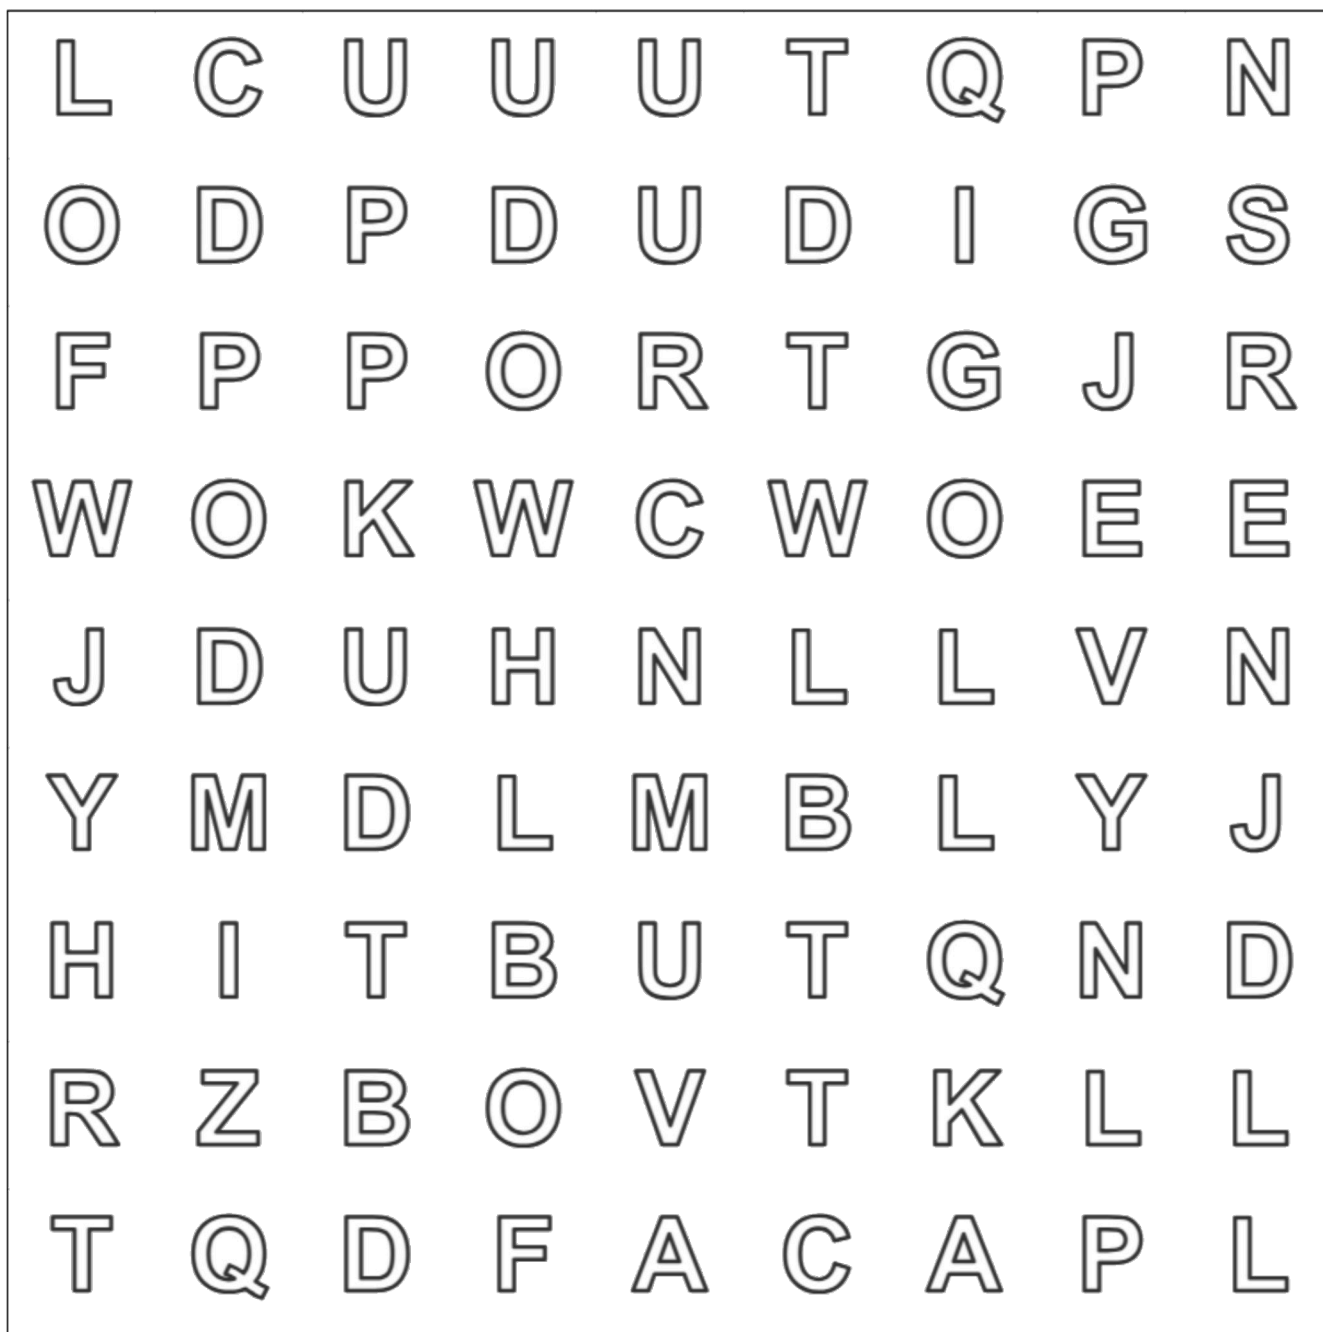 L C U U U T Q P N
O D P D U D I G S
F P P O R T G J R
W O K W C W O E E
J D U H N L L V N
Y M D L M B L Y J
H I T B U T Q N D
R Z B O V T K L L
T Q D F A C A P L